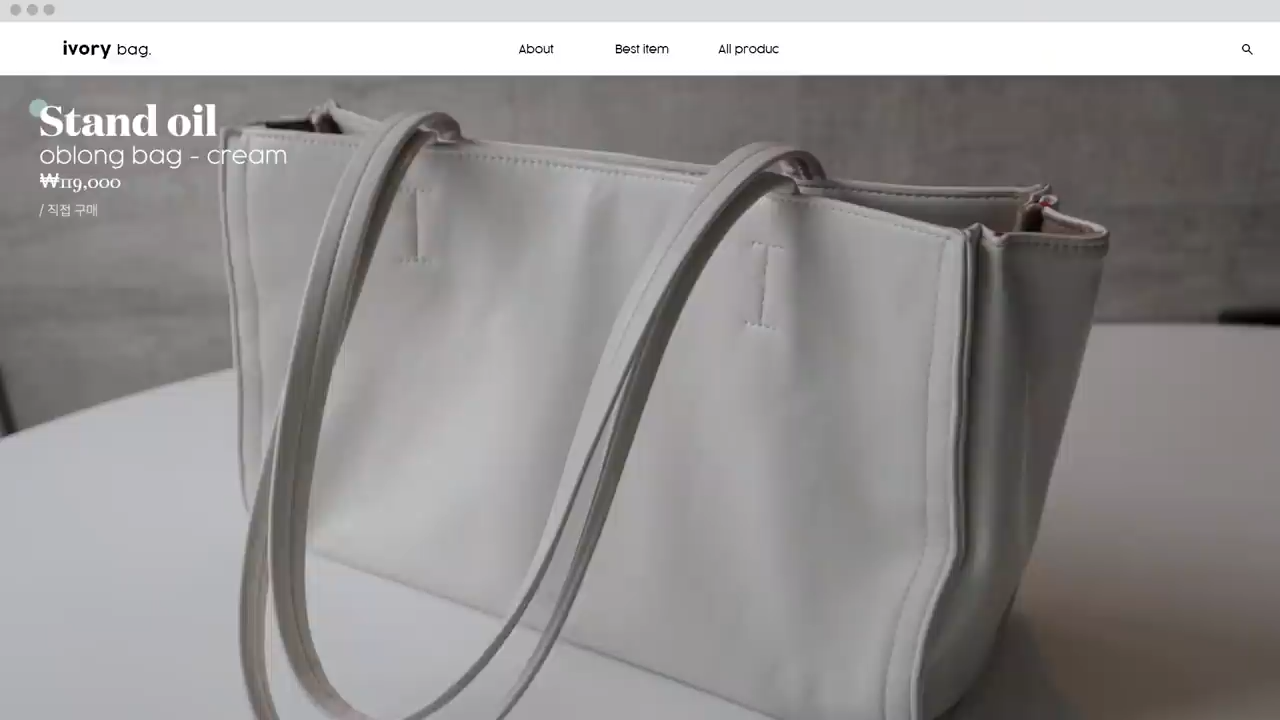 ivory bag.
About
Best item
All produc
Stand oil
oblong bag - cream
₩119,000
/ 직접 구매